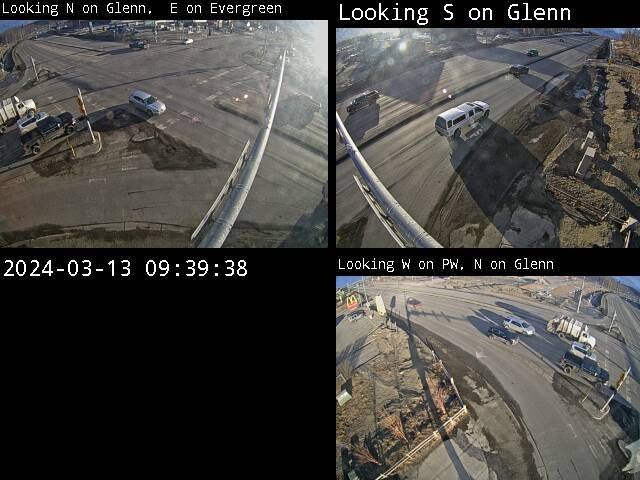 Looking N on Glenn,  E on Evergreen
Looking S on Glenn
2024-03-13 09:39:38
Looking W on PW, N on Glenn